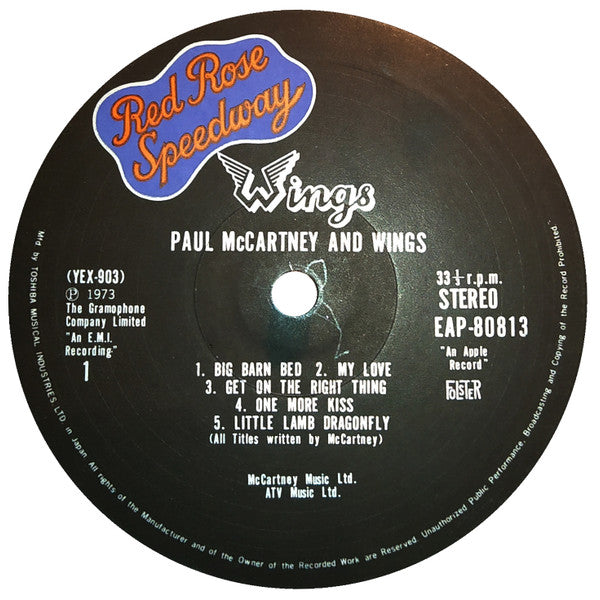 Red Rose
Speedway
Wings
PAUL McCARTNEY AND WINGS
(YEX-903)
Ⓟ 1973
The Gramophone
Company Limited
"An E.M.I.
Recording"
1
33⅓ r.p.m.
STEREO
EAP-80813
"An Apple
Record"
FOLSTER
1. BIG BARN BED 2. MY LOVE
3. GET ON THE RIGHT THING
4. ONE MORE KISS
5. LITTLE LAMB DRAGONFLY
(All Titles written by McCartney)
McCartney Music Ltd.
ATV Music Ltd.
Mfd by TOSHIBA MUSICAL INDUSTRIES LTD. in Japan. All rights of the Manufacturer and of the Owner of the Recorded Work are Reserved. Unauthorized Public Performance, Broadcasting and Copying of the Record Prohibited.